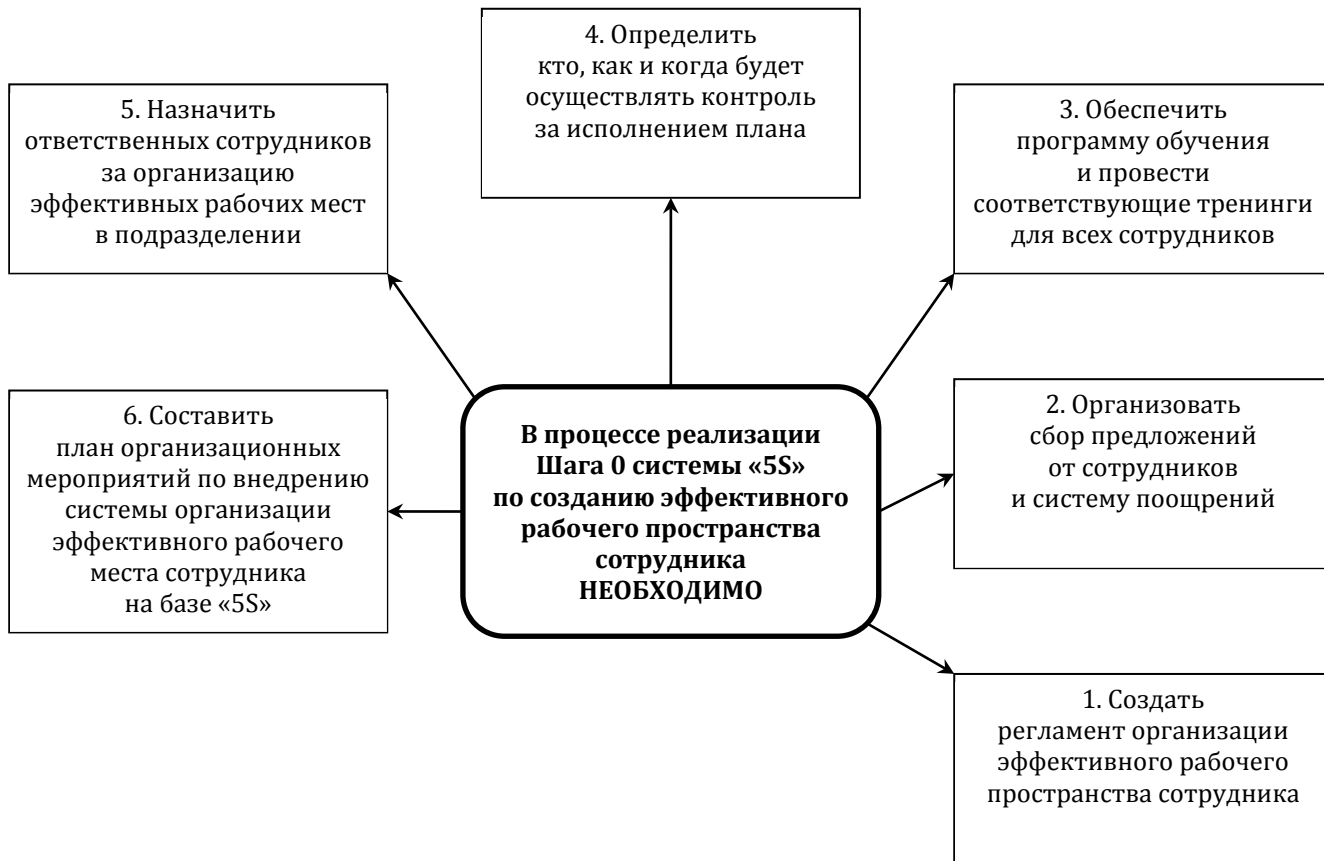 4. Определить
кто, как и когда будет
осуществлять контроль
за исполнением плана
5. Назначить
ответственных сотрудников
за организацию
эффективных рабочих мест
в подразделении
3. Обеспечить
программу обучения
и провести
соответствующие тренинги
для всех сотрудников
6. Составить
план организационных
мероприятий по внедрению
системы организации
эффективного рабочего
места сотрудника
на базе «5S»
В процессе реализации
Шага 0 системы «5S»
по созданию эффективного
рабочего пространства
сотрудника
НЕОБХОДИМО
2. Организовать
сбор предложений
от сотрудников
и систему поощрений
1. Создать
регламент организации
эффективного рабочего
пространства сотрудника